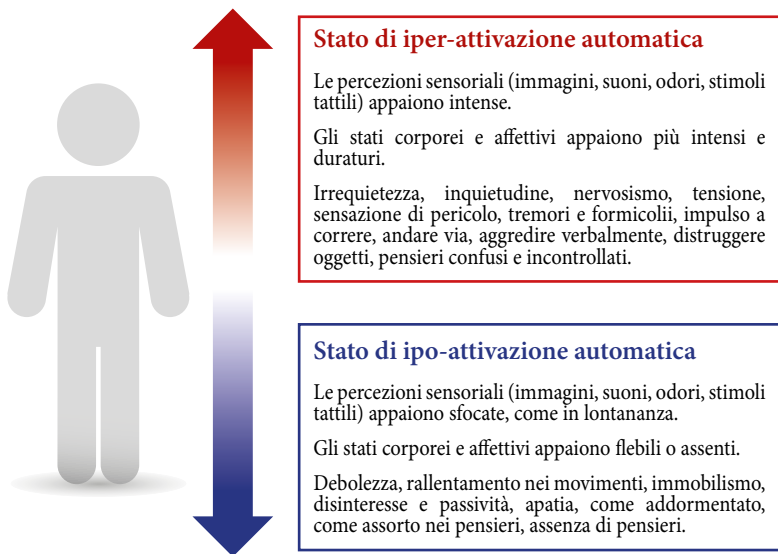 Stato di iper-attivazione automatica
Le percezioni sensoriali (immagini, suoni, odori, stimoli
tattili) appaiono intense.
Gli stati corporei e affettivi appaiono più intensi e
duraturi.
Irrequietezza, inquietudine, nervosismo, tensione,
sensazione di pericolo, tremori e formicolii, impulso a
correre, andare via, aggredire verbalmente, distruggere
oggetti, pensieri confusi e incontrollati.
Stato di ipo-attivazione automatica
Le percezioni sensoriali (immagini, suoni, odori, stimoli
tattili) appaiono sfocate, come in lontananza.
Gli stati corporei e affettivi appaiono flebili o assenti.
Debolezza, rallentamento nei movimenti, immobilismo,
disinteresse e passività, apatia, come addormentato,
come assorto nei pensieri, assenza di pensieri.